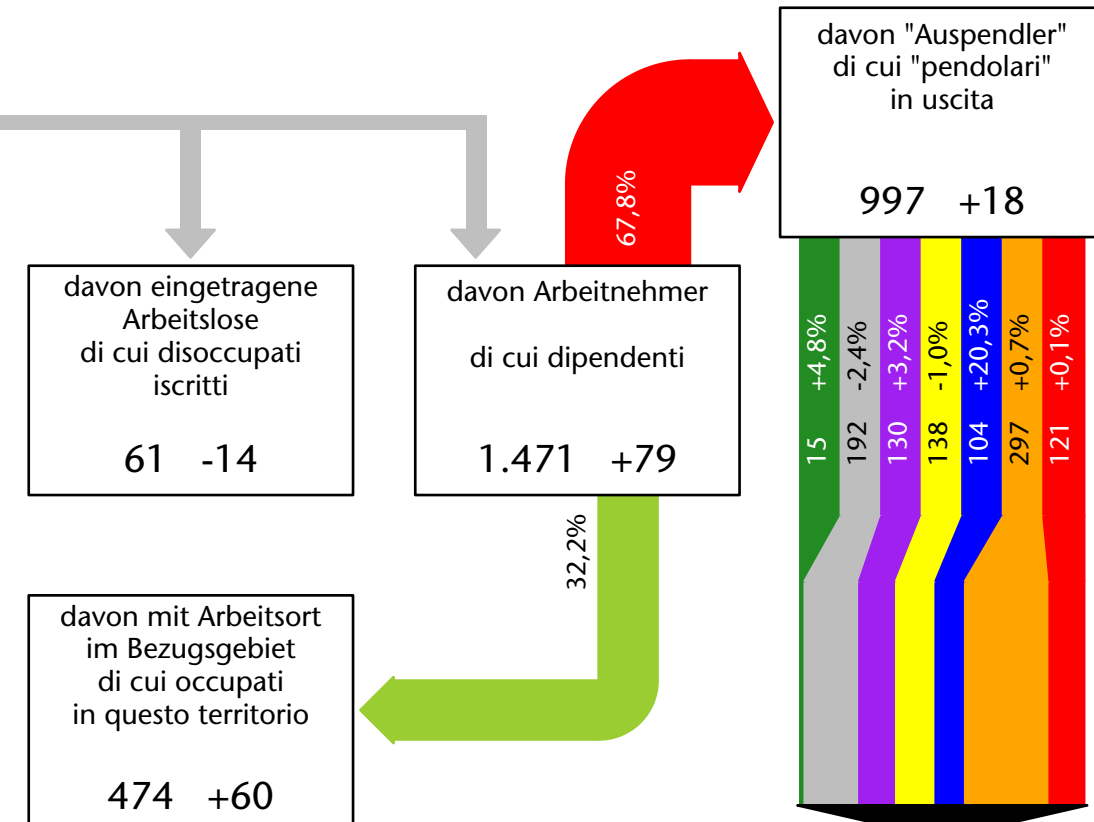 davon "Auspendler"
di cui "pendolari"
in uscita
997 +18
67,8%
davon eingetragene
Arbeitslose
di cui disoccupati
iscritti
61 -14
davon Arbeitnehmer
di cui dipendenti
1.471 +79
15 +4,8%
192 -2,4%
130 +3,2%
138 -1,0%
104 +20,3%
297 +0,7%
121 +0,1%
32,2%
davon mit Arbeitsort
im Bezugsgebiet
di cui occupati
in questo territorio
474 +60